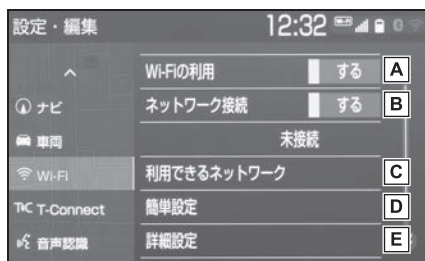 設定・編集
12:32 Wi-Fi
Wi-Fiの利用 する A
ナビ
ネットワーク接続 する B
車両
未接続
Wi-Fi
利用できるネットワーク C
T-Connect
簡単設定 D
音声認識
詳細設定 E